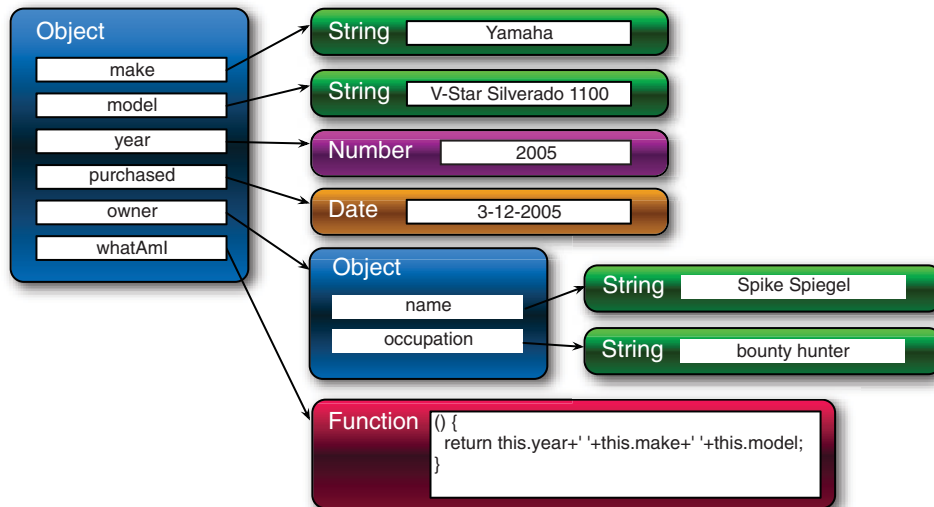 Object
make
model
year
purchased
owner
whatAmI
String Yamaha
String V-Star Silverado 1100
Number 2005
Date 3-12-2005
Object
name
occupation
String Spike Spiegel
String bounty hunter
Function
() {
return this.year+' '+this.make+' '+this.model;
}